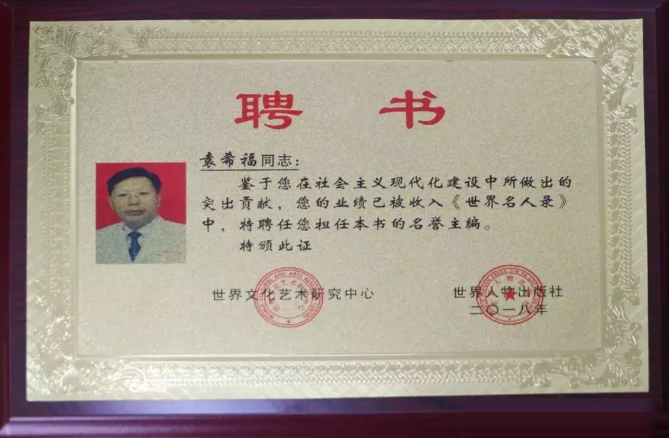 聘 书
袁希福同志：
鉴于您在社会主义现代化建设中所做出的
突出贡献，您的业绩已被收入《世界名人录》
中，特聘任您担任本书的名誉主编。
特颁此证
世界文化艺术研究中心
世界人物出版社
二〇一八年